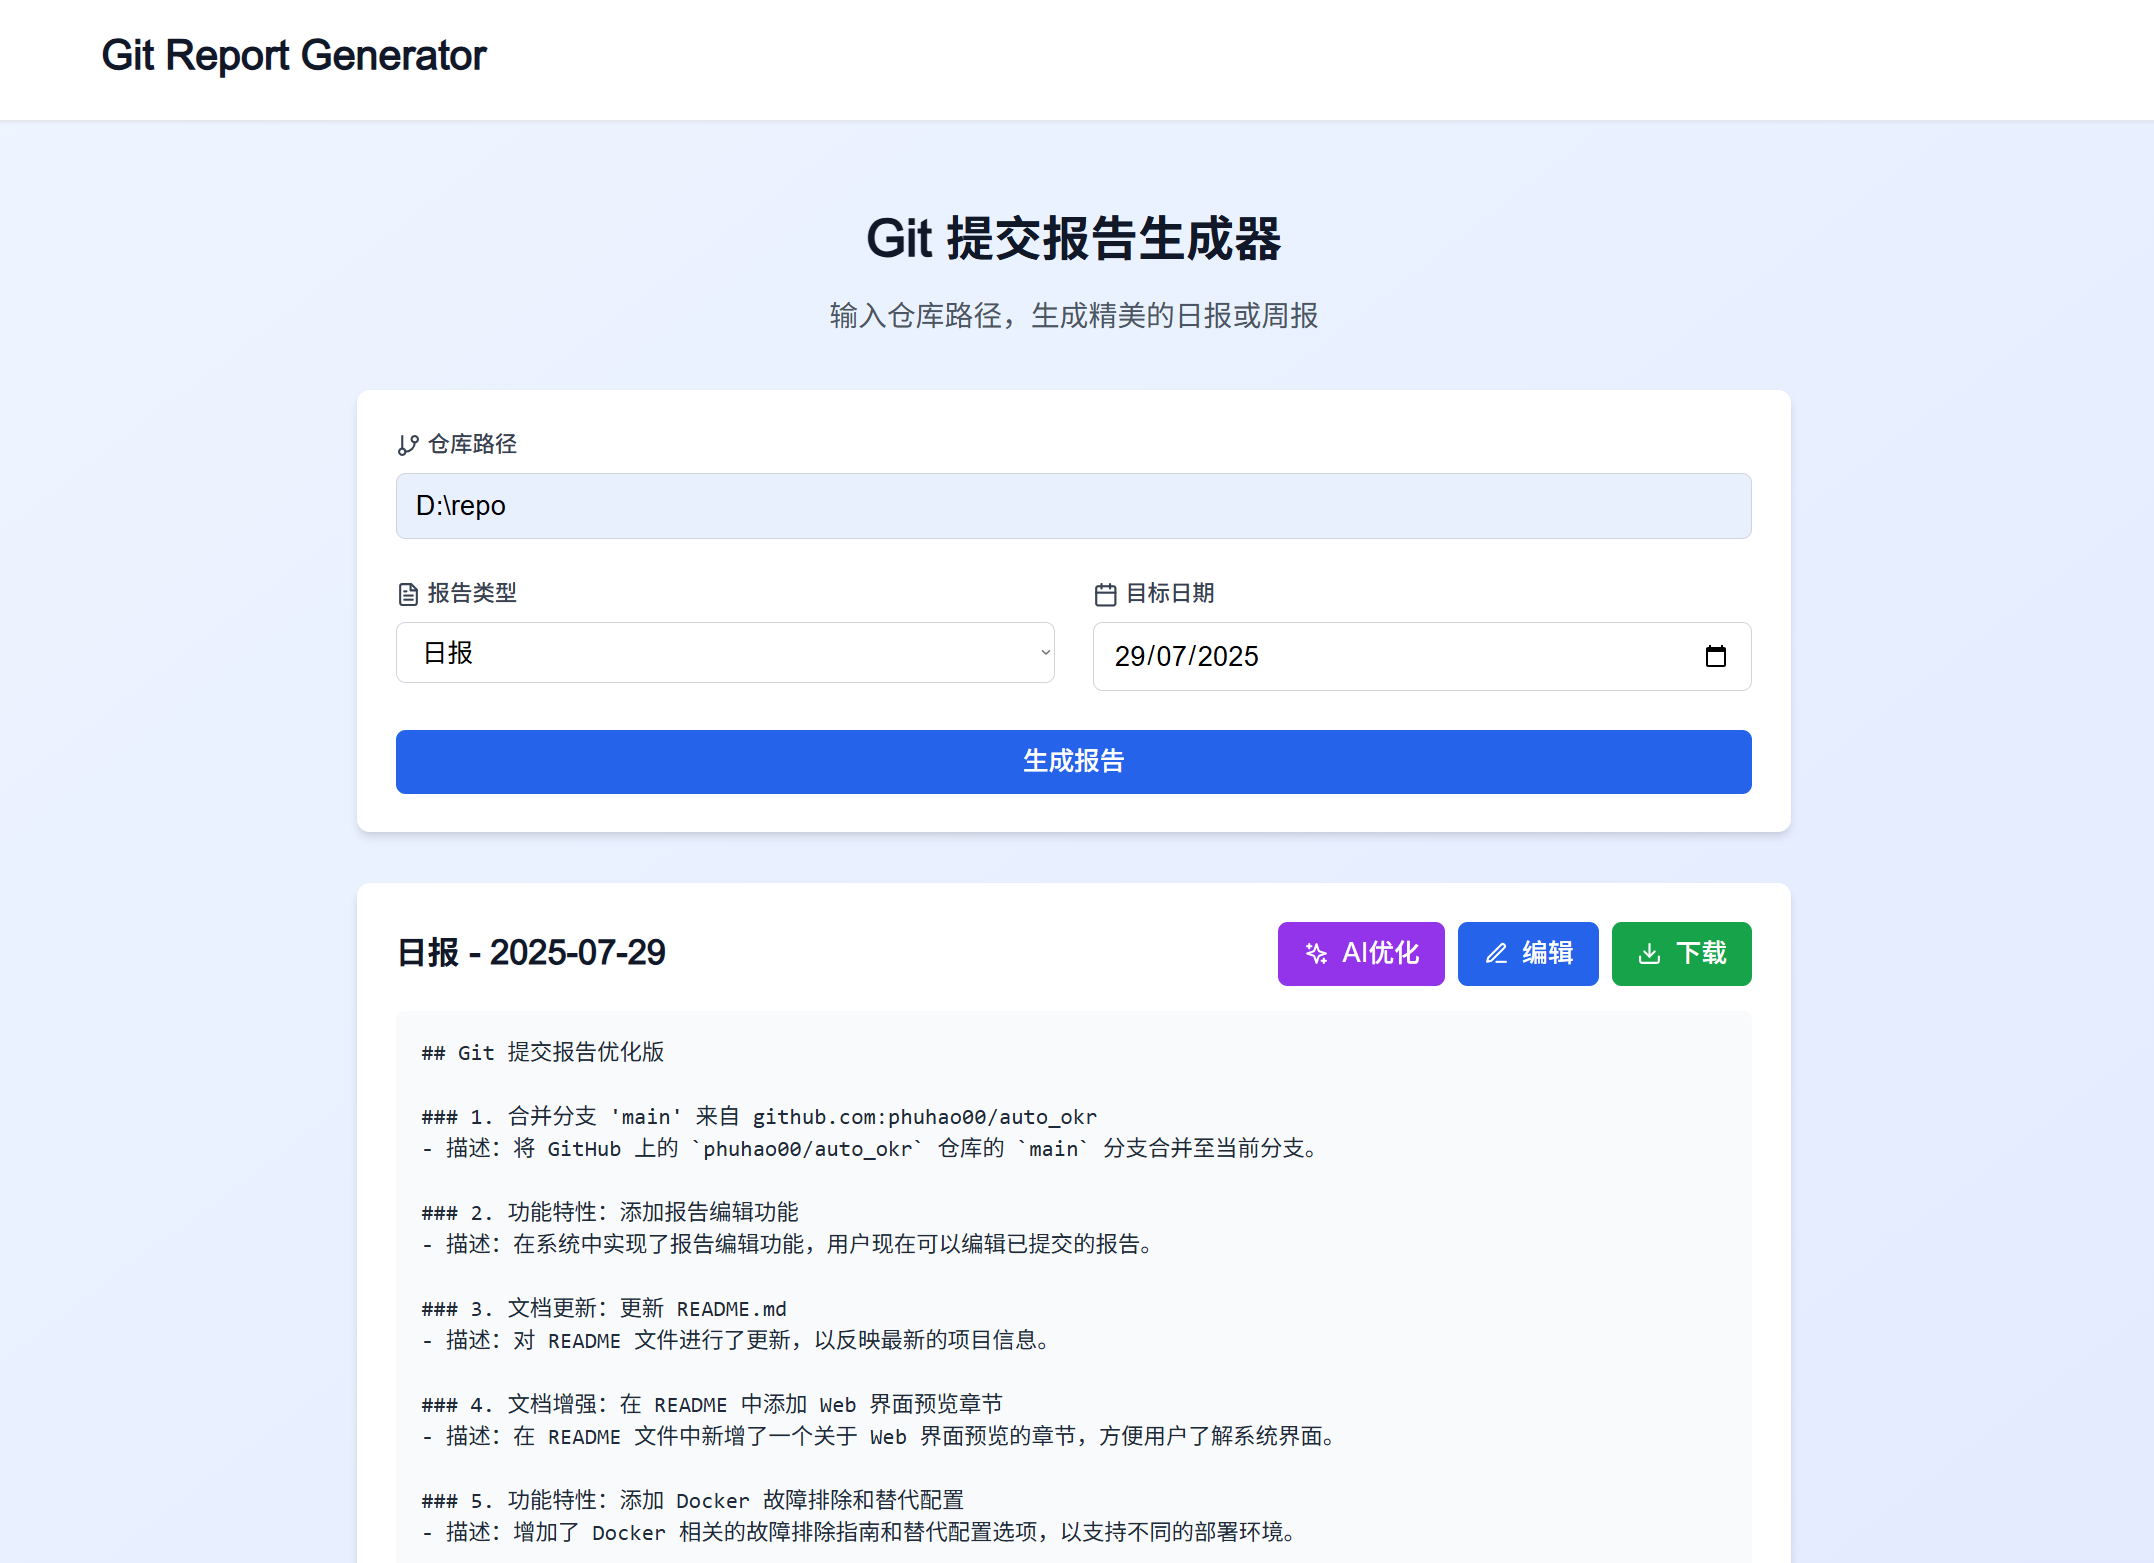 Git Report Generator
Git 提交报告生成器
输入仓库路径，生成精美的日报或周报
仓库路径
D:\repo
报告类型
目标日期
日报
29/07/2025
生成报告
日报 - 2025-07-29
AI优化
编辑
下载
## Git 提交报告优化版
### 1. 合并分支 'main' 来自 github.com:phuhao00/auto_okr
- 描述：将 GitHub 上的 `phuhao00/auto_okr` 仓库的 `main` 分支合并至当前分支。
### 2. 功能特性：添加报告编辑功能
- 描述：在系统中实现了报告编辑功能，用户现在可以编辑已提交的报告。
### 3. 文档更新：更新 README.md
- 描述：对 README 文件进行了更新，以反映最新的项目信息。
### 4. 文档增强：在 README 中添加 Web 界面预览章节
- 描述：在 README 文件中新增了一个关于 Web 界面预览的章节，方便用户了解系统界面。
### 5. 功能特性：添加 Docker 故障排除和替代配置
- 描述：增加了 Docker 相关的故障排除指南和替代配置选项，以支持不同的部署环境。